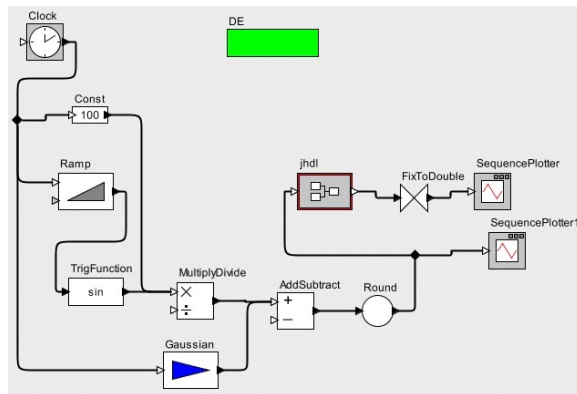 Clock
DE
Const
100
Ramp
jhdl
FixToDouble
SequencePlotter
SequencePlotter1
TrigFunction
sin
MultiplyDivide
×
÷
AddSubtract
+
−
Round
Gaussian